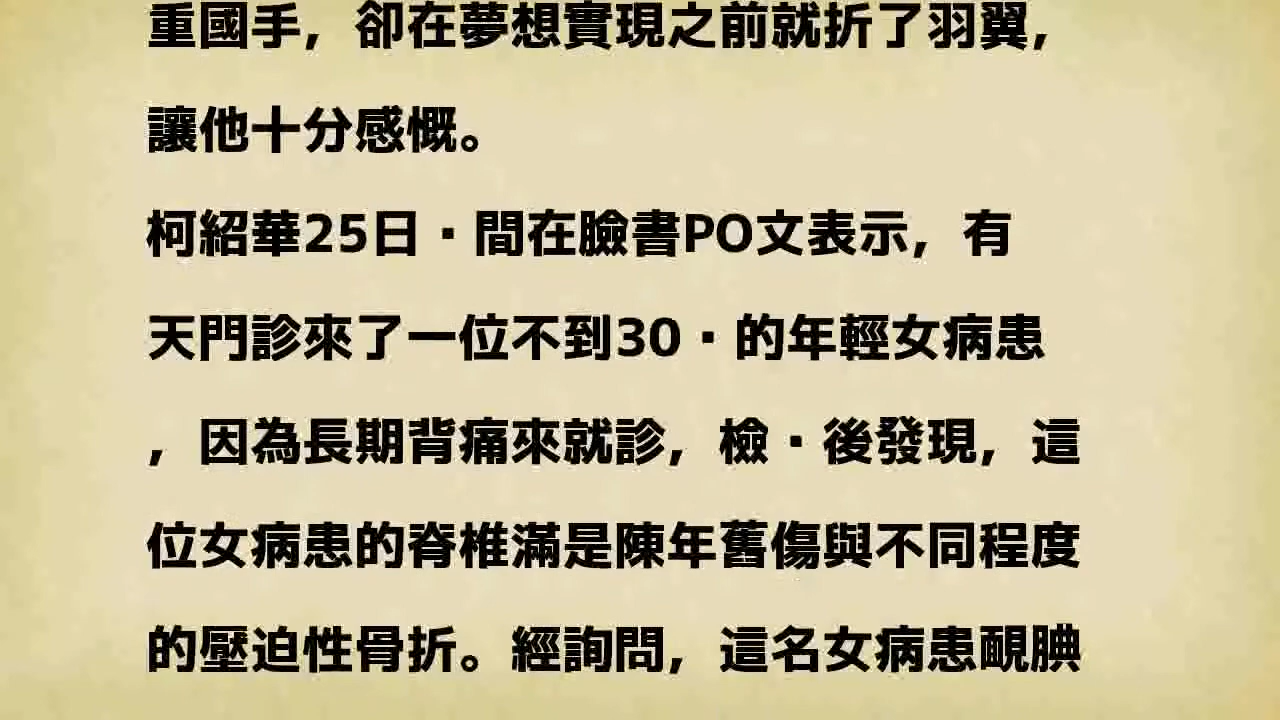 重國手，卻在夢想實現之前就折了羽翼，
讓他十分感慨。
柯紹華25日·間在臉書PO文表示，有
天門診來了一位不到30·的年輕女病患
，因為長期背痛來就診，檢·後發現，這
位女病患的脊椎滿是陳年舊傷與不同程度
的壓迫性骨折。經詢問，這名女病患靦腆